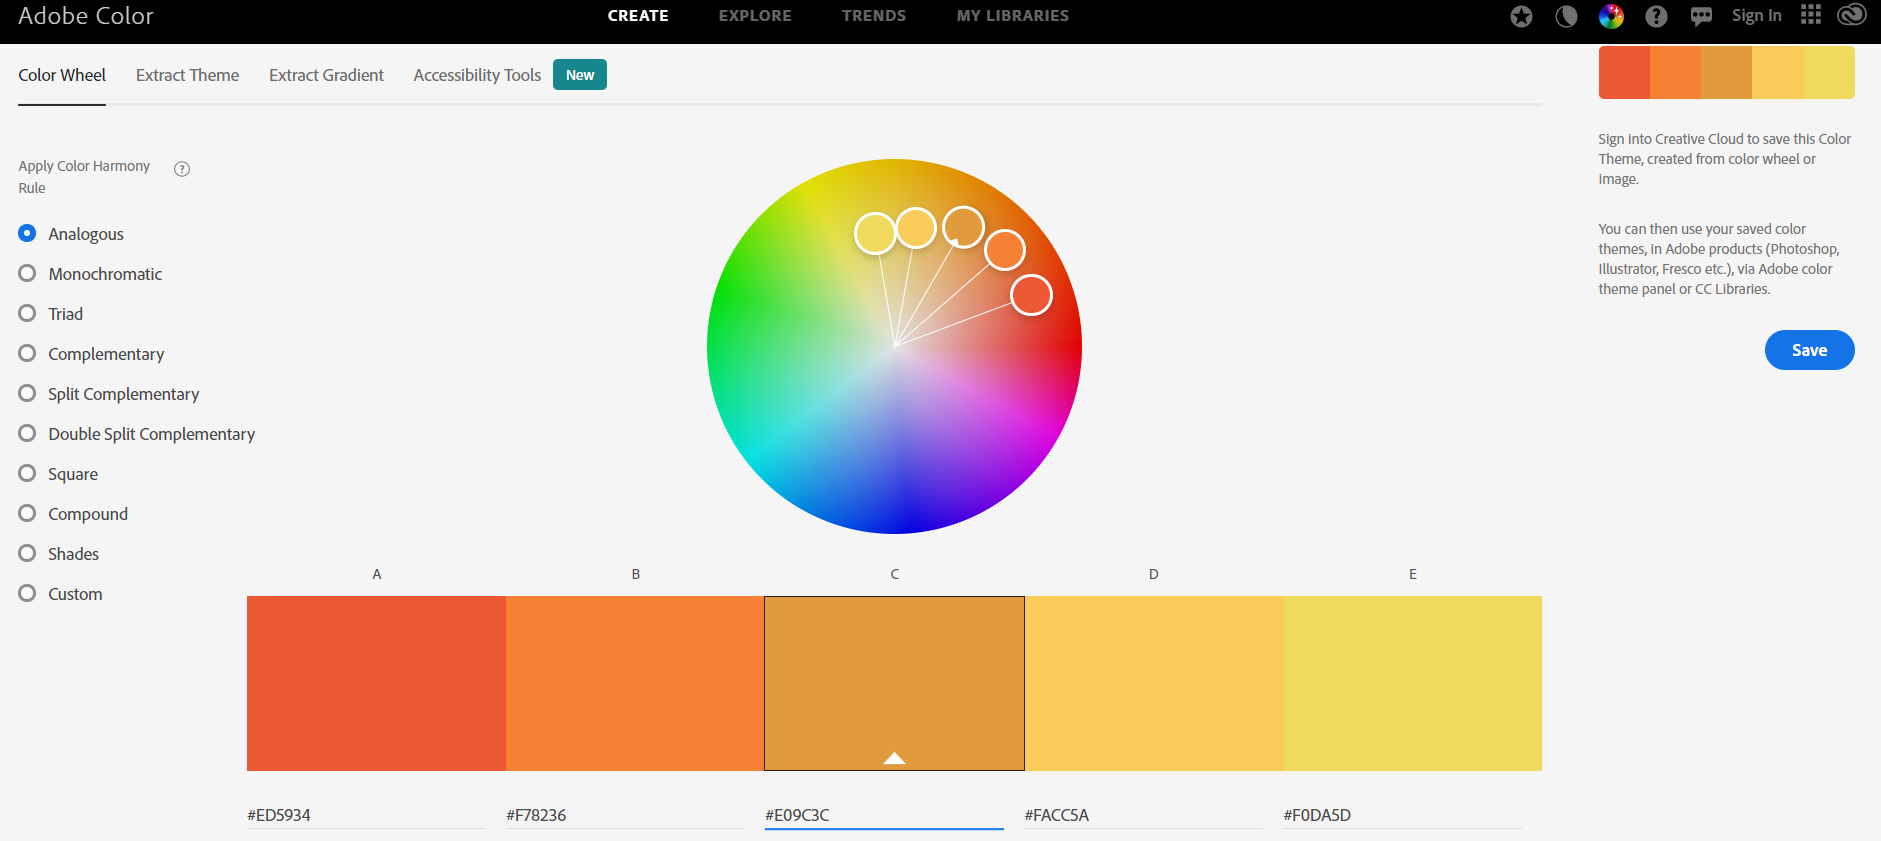 Adobe Color
CREATE EXPLORE TRENDS MY LIBRARIES
Sign In
Color Wheel Extract Theme Extract Gradient Accessibility Tools New
Apply Color Harmony
Rule
?
Analogous
Monochromatic
Triad
Complementary
Split Complementary
Double Split Complementary
Square
Compound
Shades
Custom
Sign into Creative Cloud to save this Color
Theme, created from color wheel or
image.
You can then use your saved color
themes, in Adobe products (Photoshop,
Illustrator, Fresco etc.), via Adobe color
theme panel or CC Libraries.
Save
A B C D E
#ED5934 #F78236 #E09C3C #FACC5A #F0DA5D